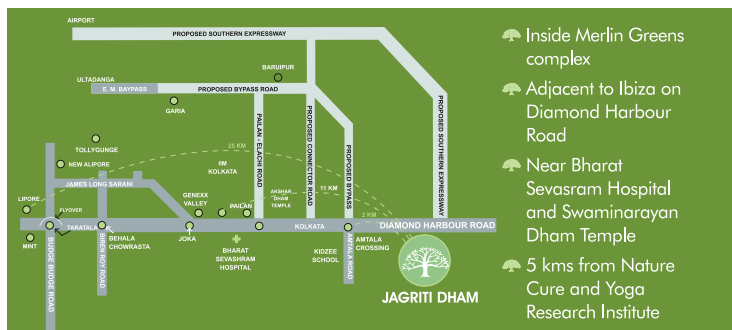 AIRPORT
PROPOSED SOUTHERN EXPRESSWAY
BARUIPUR
ULTADANGA
E. M. BAYPASS
PROPOSED BYPASS ROAD
GARIA
TOLLYGUNGE
25 KM
NEW ALIPORE
IIM
KOLKATA
JAMES LONG SARANI
PAILAN - ELACHI ROAD
PROPOSED CONNECTOR ROAD
PROPOSED BYPASS
PROPOSED SOUTHERN EXPRESSWAY
GENEXX
VALLEY
PAILAN
AKSHAR
DHAM
TEMPLE
11 KM
LIPORE
FLYOVER
2 KM
TARATALA
KOLKATA
DIAMOND HARBOUR ROAD
MINT
BEHALA
CHOWRASTA
JOKA
BHARAT
SEVASHRAM
HOSPITAL
KIDZEE
SCHOOL
AMTALA
CROSSING
BUDGE BUDGE ROAD
BIREN ROY ROAD
AMTALA ROAD
JAGRITI DHAM
Inside Merlin Greens
complex
Adjacent to Ibiza on
Diamond Harbour
Road
Near Bharat
Sevasram Hospital
and Swaminarayan
Dham Temple
5 kms from Nature
Cure and Yoga
Research Institute